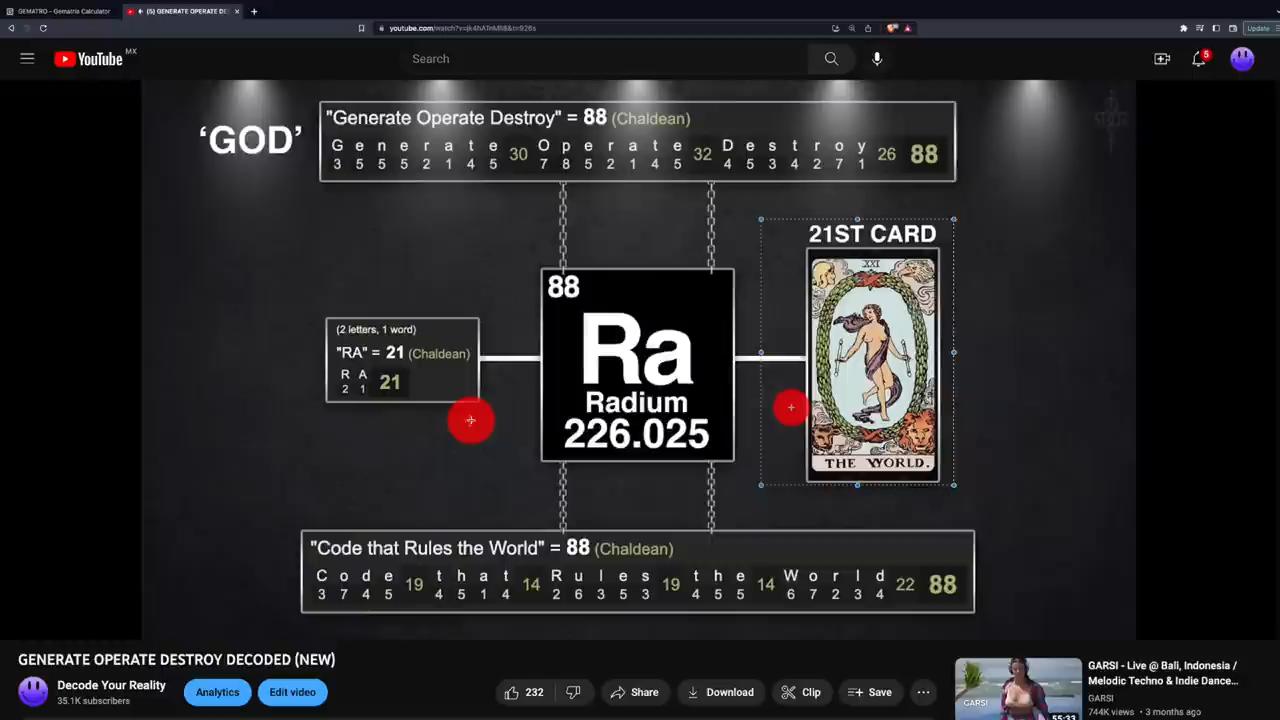 GEMATRO - Gematria Calculator
(5) GENERATE OPERATE DE
youtube.com/watch?v=jk4hATnMli8&t=926s
Update
YouTube MX
Search
5
'GOD'
"Generate Operate Destroy" = 88 (Chaldean)
G e n e r a t e 30 O p e r a t e 32 D e s t r o y 26 88
3 5 5 5 2 1 4 5 7 8 5 2 1 4 5 4 5 3 4 2 7 1
21ST CARD
XXI
THE WORLD.
88
Ra
Radium
226.025
(2 letters, 1 word)
"RA" = 21 (Chaldean)
R A 21
2 1
"Code that Rules the World" = 88 (Chaldean)
C o d e 19 t h a t 14 R u l e s 19 t h e 14 W o r l d 22 88
3 7 4 5 4 5 1 4 2 6 3 5 3 4 5 5 6 7 2 3 4
GENERATE OPERATE DESTROY DECODED (NEW)
Decode Your Reality
35.1K subscribers
Analytics
Edit video
232
Share
Download
Clip
Save
GARSI
55:33
GARSI - Live @ Bali, Indonesia /
Melodic Techno & Indie Dance...
GARSI
744K views • 3 months ago